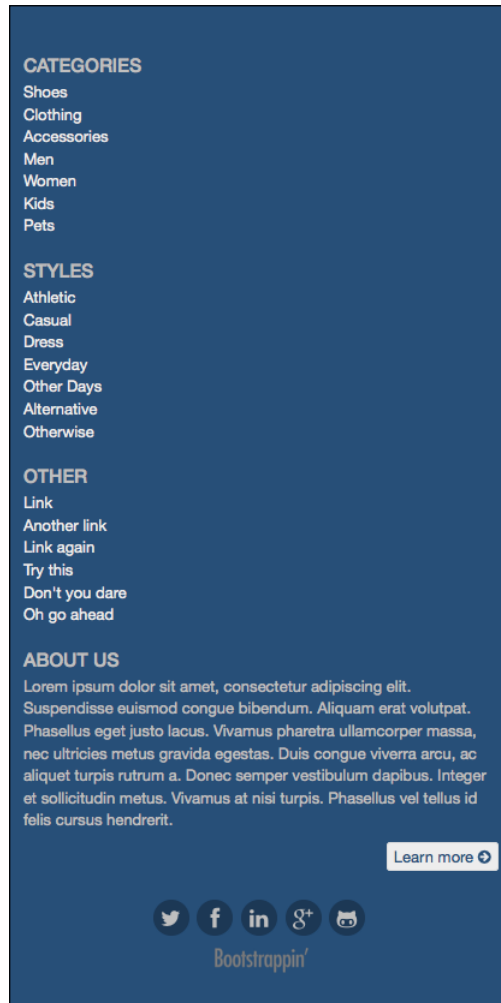 CATEGORIES
Shoes
Clothing
Accessories
Men
Women
Kids
Pets
STYLES
Athletic
Casual
Dress
Everyday
Other Days
Alternative
Otherwise
OTHER
Link
Another link
Link again
Try this
Don't you dare
Oh go ahead
ABOUT US
Lorem ipsum dolor sit amet, consectetur adipiscing elit.
Suspendisse euismod congue bibendum. Aliquam erat volutpat.
Phasellus eget justo lacus. Vivamus pharetra ullamcorper massa,
nec ultricies metus gravida egestas. Duis congue viverra arcu, ac
aliquet turpis rutrum a. Donec semper vestibulum dapibus. Integer
et sollicitudin metus. Vivamus at nisi turpis. Phasellus vel tellus id
felis cursus hendrerit.
Learn more
f in g+
Bootstrappin'